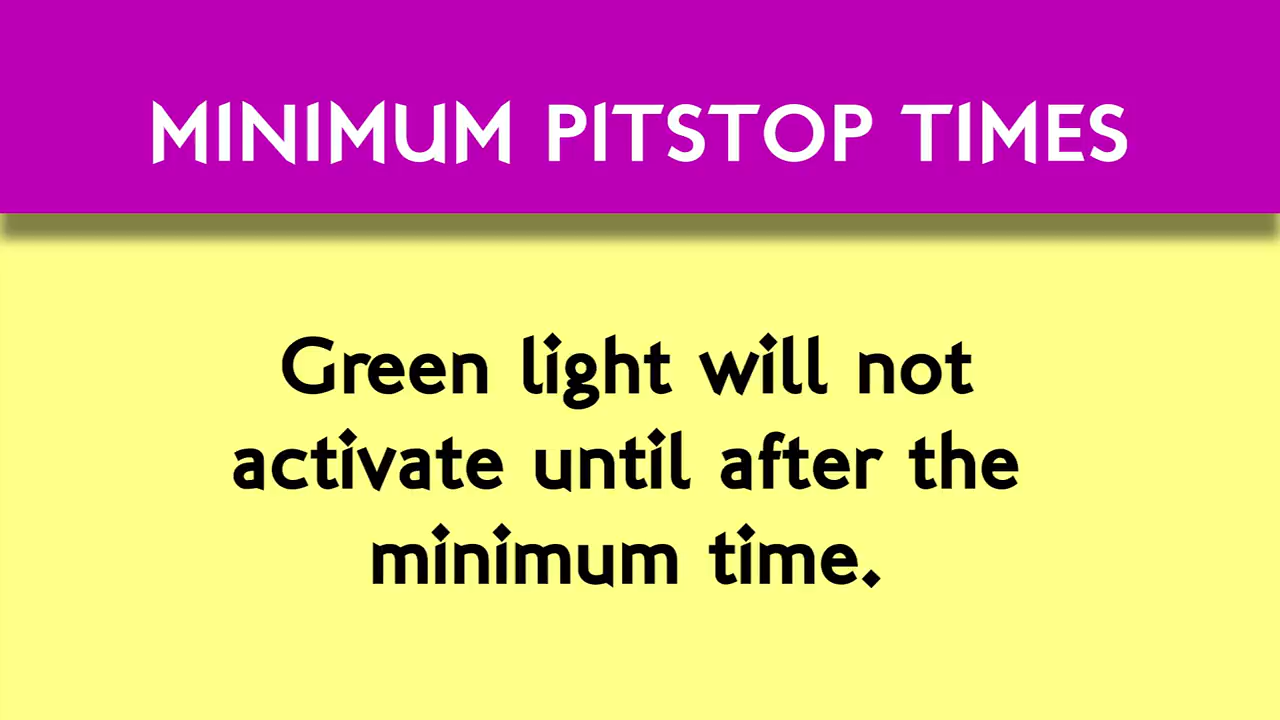 MINIMUM PITSTOP TIMES
Green light will not
activate until after the
minimum time.